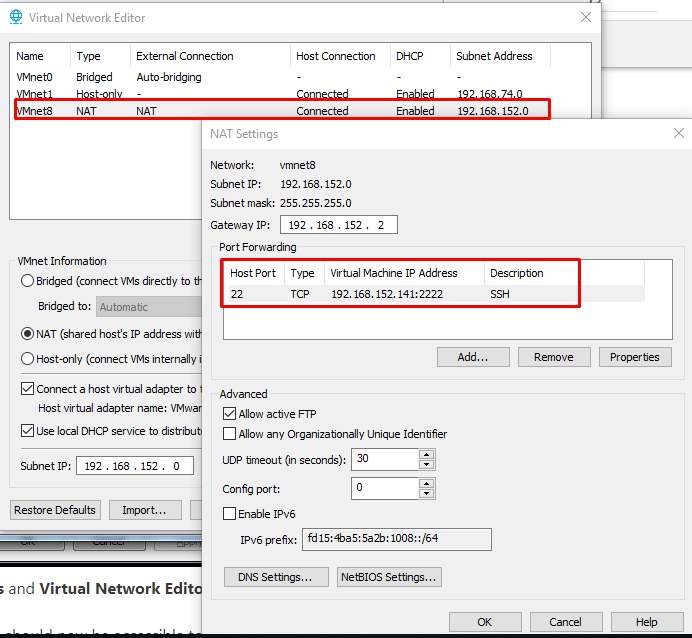 Virtual Network Editor
Name Type External Connection Host Connection DHCP Subnet Address
VMnet0 Bridged Auto-bridging - - -
VMnet1 Host-only - Connected Enabled 192.168.74.0
VMnet8 NAT NAT Connected Enabled 192.168.152.0
NAT Settings
Network: vmnet8
Subnet IP: 192.168.152.0
Subnet mask: 255.255.255.0
Gateway IP: 192 . 168 . 152 . 2
Port Forwarding
Host Port Type Virtual Machine IP Address Description
22 TCP 192.168.152.141:2222 SSH
Add... Remove Properties
Advanced
Allow active FTP
Allow any Organizationally Unique Identifier
UDP timeout (in seconds): 30
Config port: 0
Enable IPv6
IPv6 prefix: fd15:4ba5:5a2b:1008::/64
DNS Settings... NetBIOS Settings...
OK Cancel Help
VMnet Information
Bridged (connect VMs directly to th
Bridged to: Automatic
NAT (shared host's IP address with
Host-only (connect VMs internally i
Connect a host virtual adapter to t
Host virtual adapter name: VMwar
Use local DHCP service to distribut
Subnet IP: 192 . 168 . 152 . 0
Restore Defaults Import...
OK Cancel
s and Virtual Network Edito
should now be accessible to